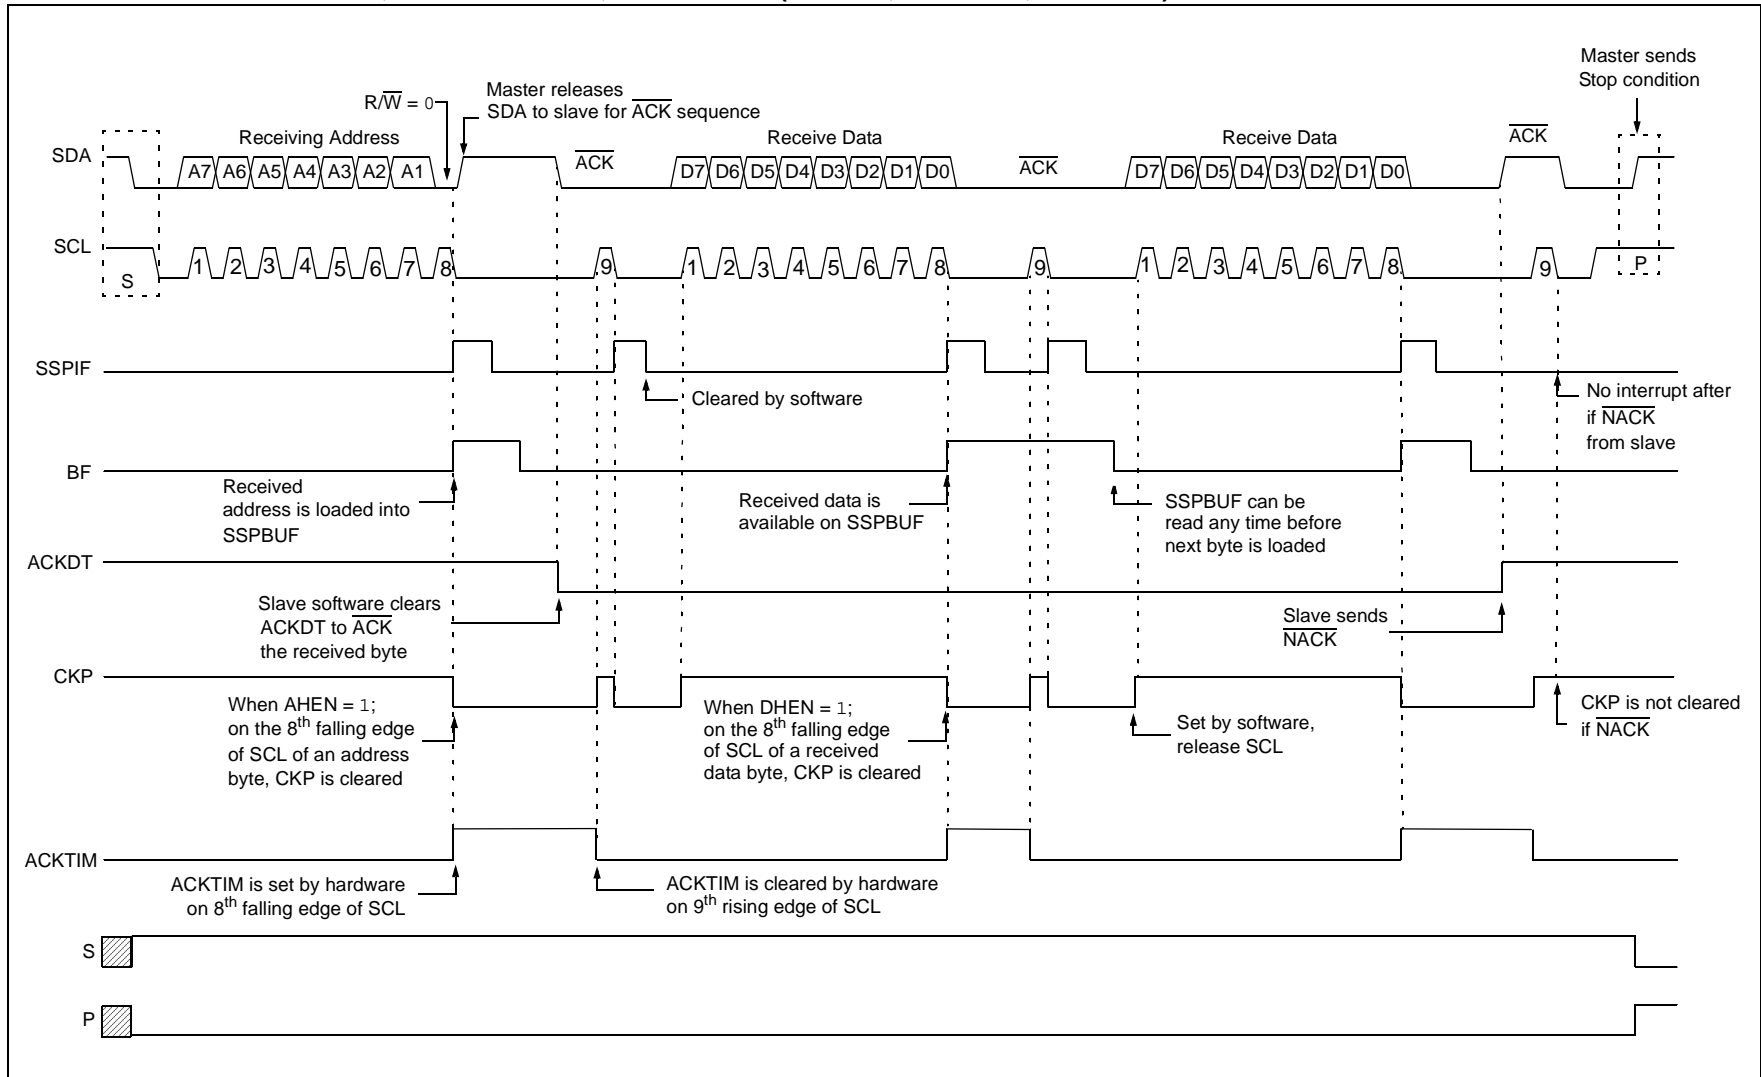 Master sends
Stop condition
Master releases
SDA to slave for ACK sequence
R/W = 0
Receiving Address
Receive Data
Receive Data
ACK
SDA
A7 A6 A5 A4 A3 A2 A1
ACK
D7 D6 D5 D4 D3 D2 D1 D0
ACK
D7 D6 D5 D4 D3 D2 D1 D0
SCL
S
1 2 3 4 5 6 7 8 9 1 2 3 4 5 6 7 8 9 1 2 3 4 5 6 7 8 9
P
SSPIF
Cleared by software
No interrupt after
if NACK
from slave
BF
Received
address is loaded into
SSPBUF
Received data is
available on SSPBUF
SSPBUF can be
read any time before
next byte is loaded
ACKDT
Slave software clears
ACKDT to ACK
the received byte
Slave sends
NACK
CKP
When AHEN = 1;
on the 8th falling edge
of SCL of an address
byte, CKP is cleared
When DHEN = 1;
on the 8th falling edge
of SCL of a received
data byte, CKP is cleared
Set by software,
release SCL
CKP is not cleared
if NACK
ACKTIM
ACKTIM is set by hardware
on 8th falling edge of SCL
ACKTIM is cleared by hardware
on 9th rising edge of SCL
S
P